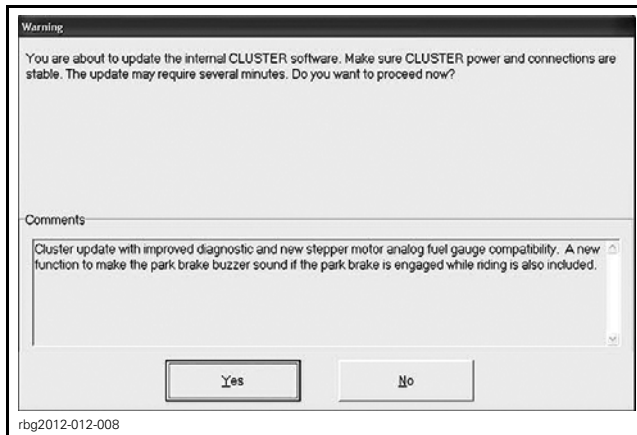 Warning
You are about to update the internal CLUSTER software. Make sure CLUSTER power and connections are
stable. The update may require several minutes. Do you want to proceed now?
Comments
Cluster update with improved diagnostic and new stepper motor analog fuel gauge compatibility. A new
function to make the park brake buzzer sound if the park brake is engaged while riding is also included.
Yes
No
rbg2012-012-008